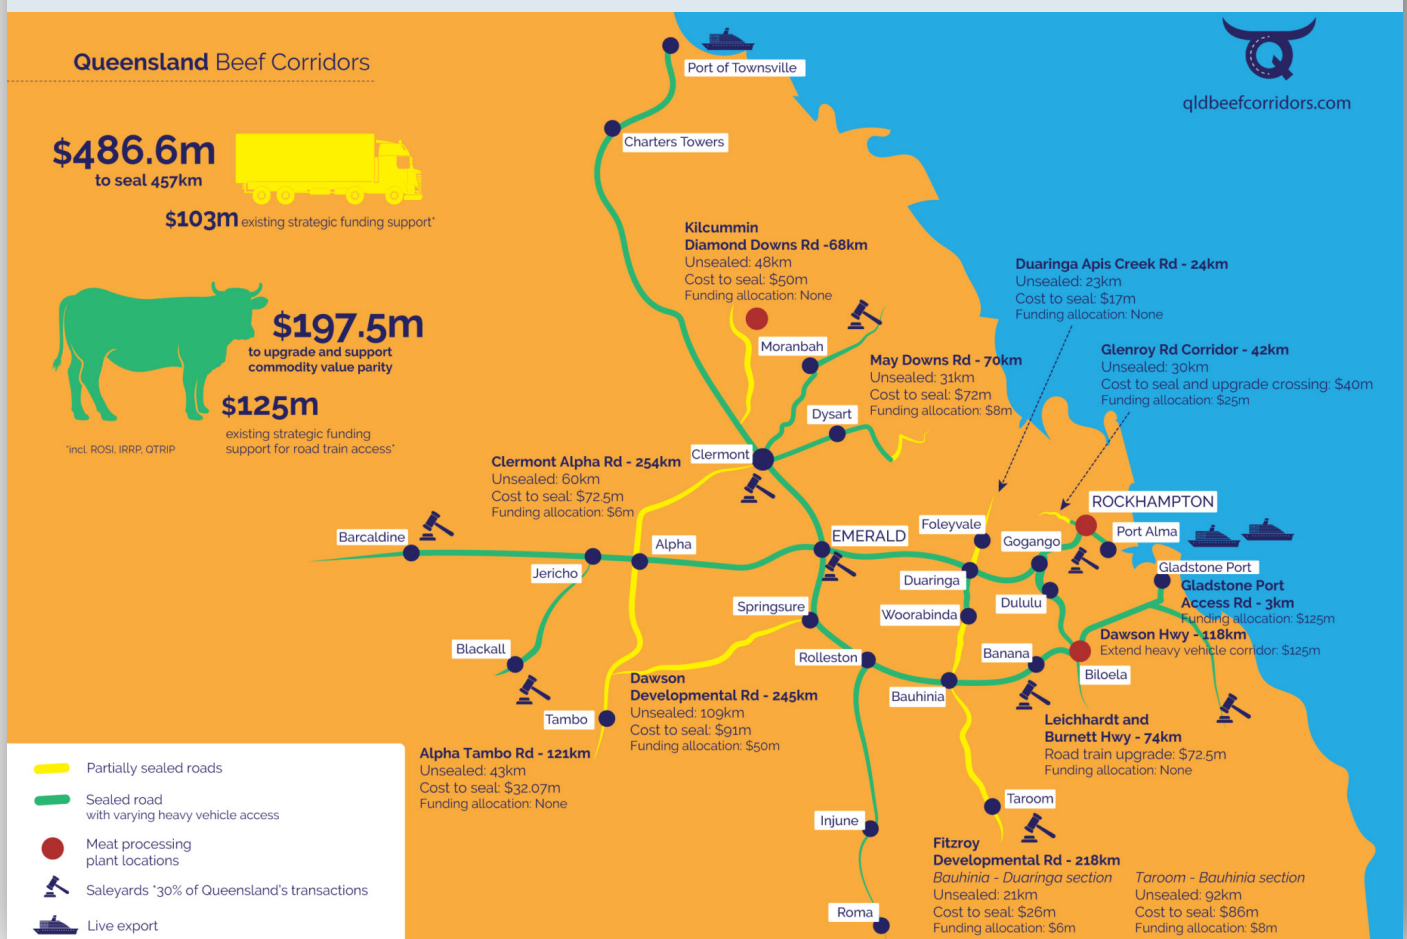 Queensland Beef Corridors
qldbeefcorridors.com
$486.6m
to seal 457km
$103m existing strategic funding support*
$197.5m
to upgrade and support
commodity value parity
$125m
existing strategic funding
support for road train access*
*incl. ROSI, IRRP, QTRIP
Port of Townsville
Charters Towers
Kilcummin
Diamond Downs Rd -68km
Unsealed: 48km
Cost to seal: $50m
Funding allocation: None
Duaringa Apis Creek Rd - 24km
Unsealed: 23km
Cost to seal: $17m
Funding allocation: None
Moranbah
May Downs Rd - 70km
Unsealed: 31km
Cost to seal: $72m
Funding allocation: $8m
Glenroy Rd Corridor - 42km
Unsealed: 30km
Cost to seal and upgrade crossing: $40m
Funding allocation: $25m
Dysart
Clermont
Clermont Alpha Rd - 254km
Unsealed: 60km
Cost to seal: $72.5m
Funding allocation: $6m
ROCKHAMPTON
Barcaldine
Alpha
EMERALD
Foleyvale
Gogango
Port Alma
Jericho
Duaringa
Gladstone Port
Gladstone Port
Access Rd - 3km
Funding allocation: $125m
Springsure
Woorabinda
Dululu
Dawson Hwy - 118km
Extend heavy vehicle corridor: $125m
Blackall
Rolleston
Banana
Biloela
Bauhinia
Dawson
Developmental Rd - 245km
Unsealed: 109km
Cost to seal: $91m
Funding allocation: $50m
Tambo
Leichhardt and
Burnett Hwy - 74km
Road train upgrade: $72.5m
Funding allocation: None
Alpha Tambo Rd - 121km
Unsealed: 43km
Cost to seal: $32.07m
Funding allocation: None
Taroom
Injune
Fitzroy
Developmental Rd - 218km
Bauhinia - Duaringa section
Unsealed: 21km
Cost to seal: $26m
Funding allocation: $6m
Taroom - Bauhinia section
Unsealed: 92km
Cost to seal: $86m
Funding allocation: $8m
Roma
Partially sealed roads
Sealed road
with varying heavy vehicle access
Meat processing
plant locations
Saleyards *30% of Queensland's transactions
Live export